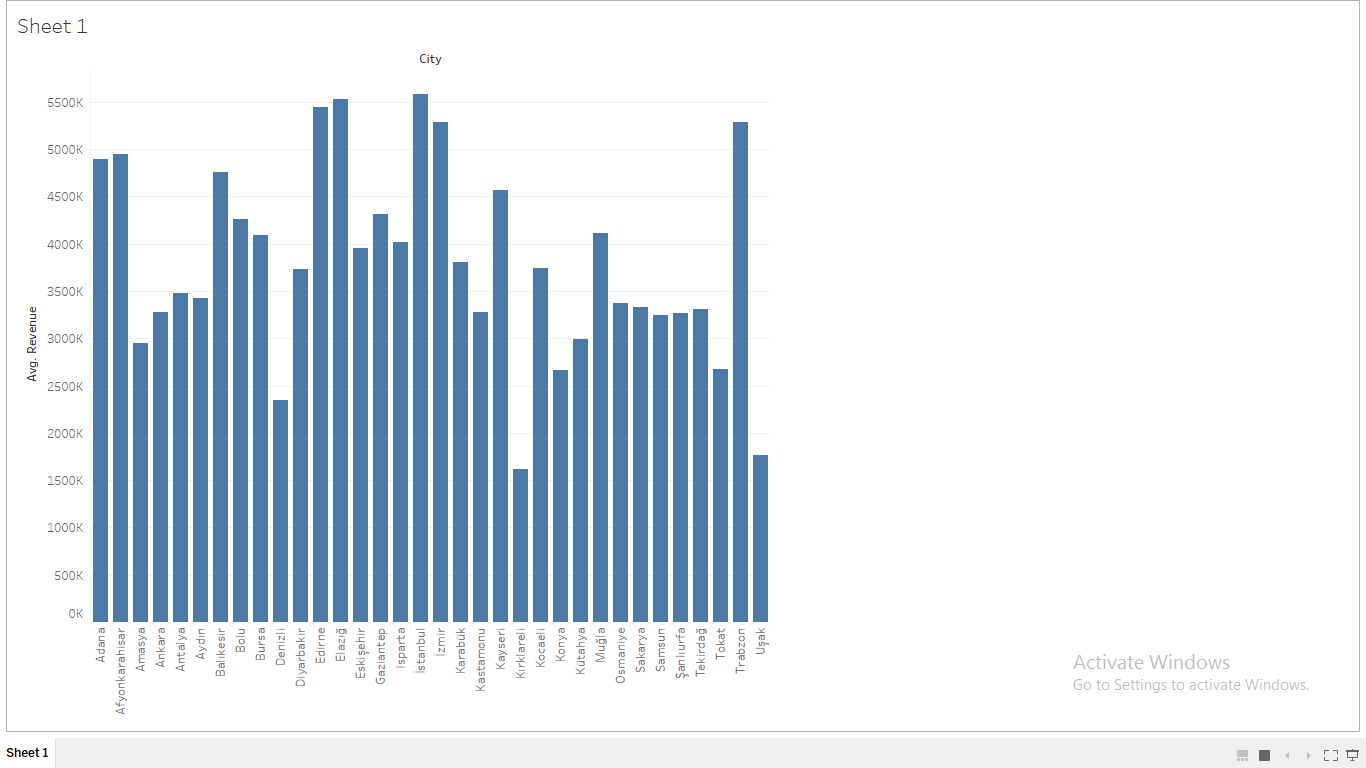 Sheet 1
City
5500K
5000K
4500K
4000K
3500K
3000K
2500K
2000K
1500K
1000K
500K
0K
Avg. Revenue
Adana
Afyonkarahisar
Amasya
Ankara
Antalya
Aydın
Balıkesir
Bolu
Bursa
Denizli
Diyarbakır
Edirne
Elazığ
Eskişehir
Gaziantep
Isparta
İstanbul
İzmir
Karabük
Kastamonu
Kayseri
Kırklareli
Kocaeli
Konya
Kütahya
Muğla
Osmaniye
Sakarya
Samsun
Şanlıurfa
Tekirdağ
Tokat
Trabzon
Uşak
Activate Windows
Go to Settings to activate Windows.
Sheet 1